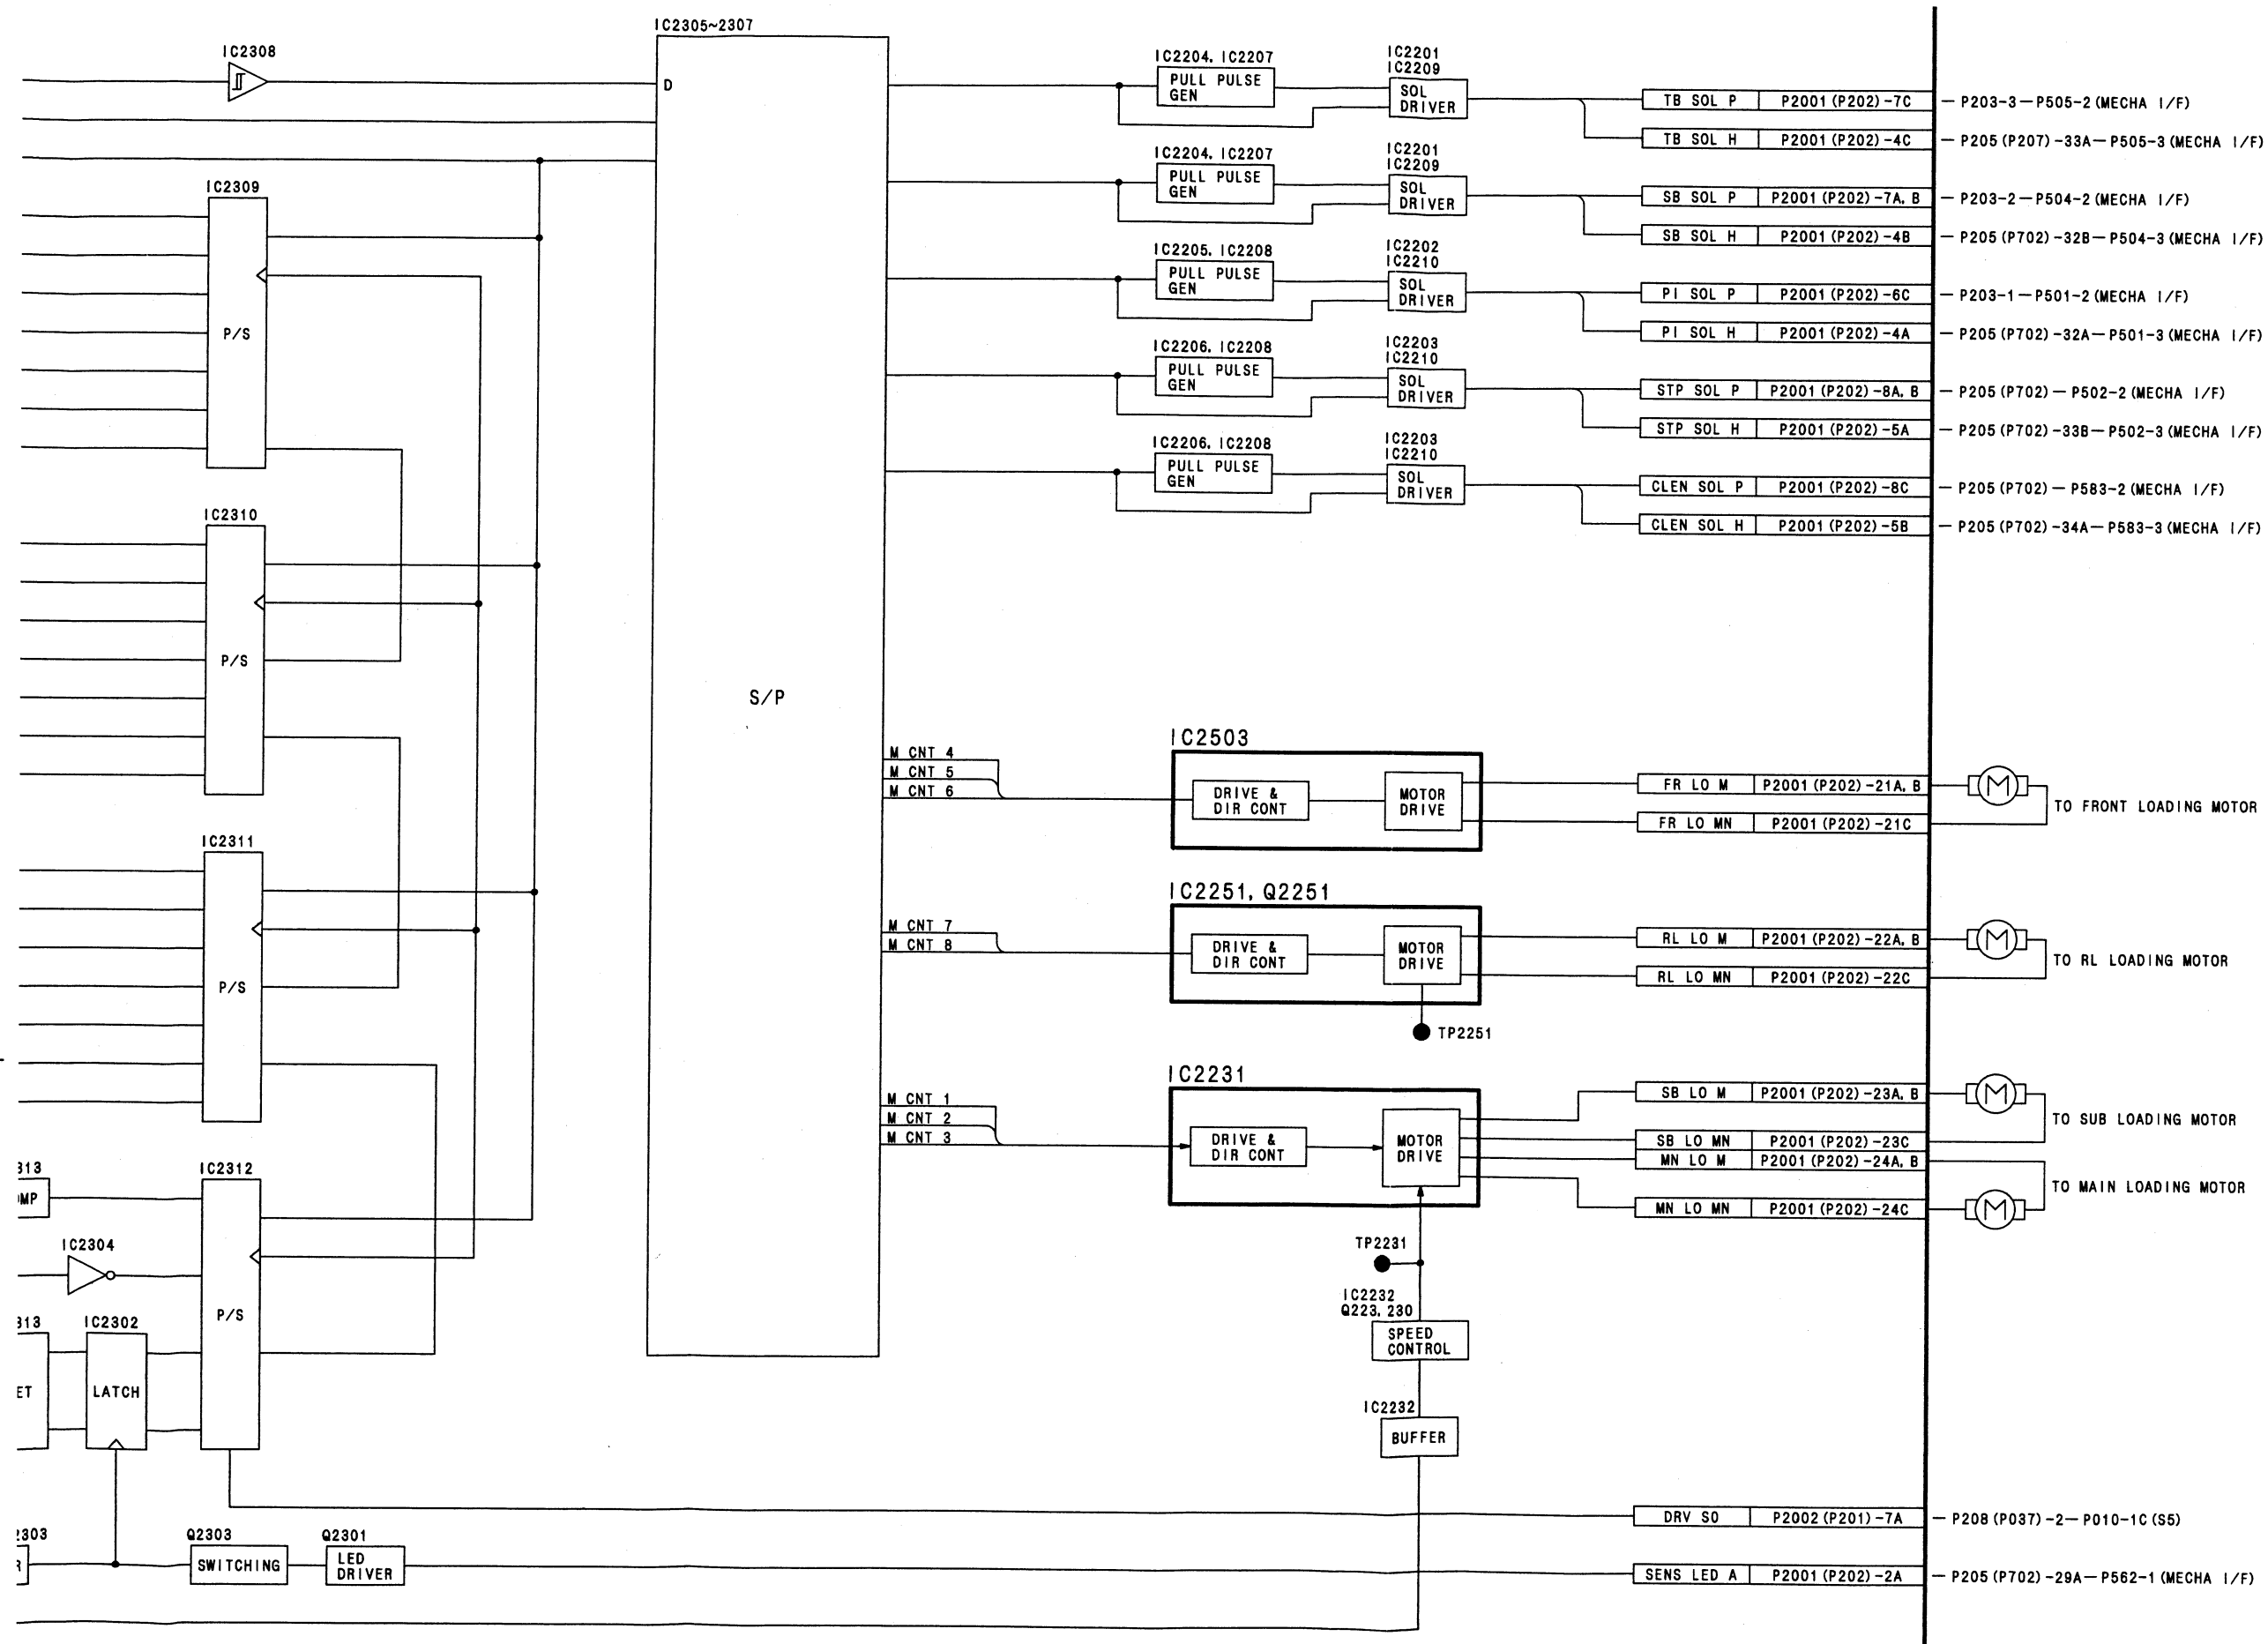 IC2305~2307
IC2308
D
IC2204, IC2207
PULL PULSE
GEN
IC2201
IC2209
SOL
DRIVER
TB SOL P P2001(P202)-7C — P203-3—P505-2(MECHA I/F)
TB SOL H P2001(P202)-4C — P205(P207)-33A—P505-3(MECHA I/F)
IC2204, IC2207
PULL PULSE
GEN
IC2201
IC2209
SOL
DRIVER
SB SOL P P2001(P202)-7A, B — P203-2—P504-2(MECHA I/F)
SB SOL H P2001(P202)-4B — P205(P702)-32B—P504-3(MECHA I/F)
IC2205, IC2208
PULL PULSE
GEN
IC2202
IC2210
SOL
DRIVER
PI SOL P P2001(P202)-6C — P203-1—P501-2(MECHA I/F)
PI SOL H P2001(P202)-4A — P205(P702)-32A—P501-3(MECHA I/F)
IC2206, IC2208
PULL PULSE
GEN
IC2203
IC2210
SOL
DRIVER
STP SOL P P2001(P202)-8A, B — P205(P702)—P502-2(MECHA I/F)
STP SOL H P2001(P202)-5A — P205(P702)-33B—P502-3(MECHA I/F)
IC2206, IC2208
PULL PULSE
GEN
IC2203
IC2210
SOL
DRIVER
CLEN SOL P P2001(P202)-8C — P205(P702)—P583-2(MECHA I/F)
CLEN SOL H P2001(P202)-5B — P205(P702)-34A—P583-3(MECHA I/F)
IC2309
P/S
IC2310
P/S
S/P
M CNT 4
M CNT 5
M CNT 6
IC2503
DRIVE &
DIR CONT
MOTOR
DRIVE
FR LO M P2001(P202)-21A, B
FR LO MN P2001(P202)-21C
M
TO FRONT LOADING MOTOR
IC2311
P/S
M CNT 7
M CNT 8
IC2251, Q2251
DRIVE &
DIR CONT
MOTOR
DRIVE
RL LO M P2001(P202)-22A, B
RL LO MN P2001(P202)-22C
M
TO RL LOADING MOTOR
TP2251
M CNT 1
M CNT 2
M CNT 3
IC2231
DRIVE &
DIR CONT
MOTOR
DRIVE
SB LO M P2001(P202)-23A, B
SB LO MN P2001(P202)-23C
MN LO M P2001(P202)-24A, B
MN LO MN P2001(P202)-24C
M
TO SUB LOADING MOTOR
TO MAIN LOADING MOTOR
M
313
MP
IC2312
IC2304
P/S
TP2231
IC2232
Q223, 230
SPEED
CONTROL
313
ET
IC2302
LATCH
IC2232
BUFFER
DRV SO P2002(P201)-7A — P208(P037)-2—P010-1C(S5)
2303
R
Q2303
SWITCHING
Q2301
LED
DRIVER
SENS LED A P2001(P202)-2A — P205(P702)-29A—P562-1(MECHA I/F)